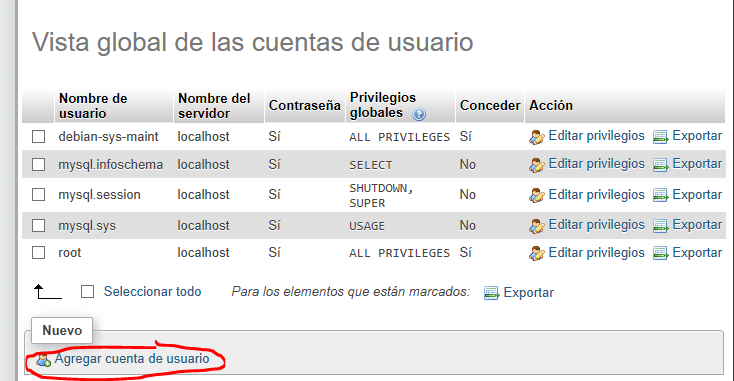 Vista global de las cuentas de usuario
Nombre de usuario Nombre del servidor Contraseña Privilegios globales Conceder Acción
debian-sys-maint localhost Sí ALL PRIVILEGES Sí Editar privilegios Exportar
mysql.infoschema localhost Sí SELECT No Editar privilegios Exportar
mysql.session localhost Sí SHUTDOWN, SUPER No Editar privilegios Exportar
mysql.sys localhost Sí USAGE No Editar privilegios Exportar
root localhost Sí ALL PRIVILEGES Sí Editar privilegios Exportar
Seleccionar todo Para los elementos que están marcados: Exportar
Nuevo
Agregar cuenta de usuario